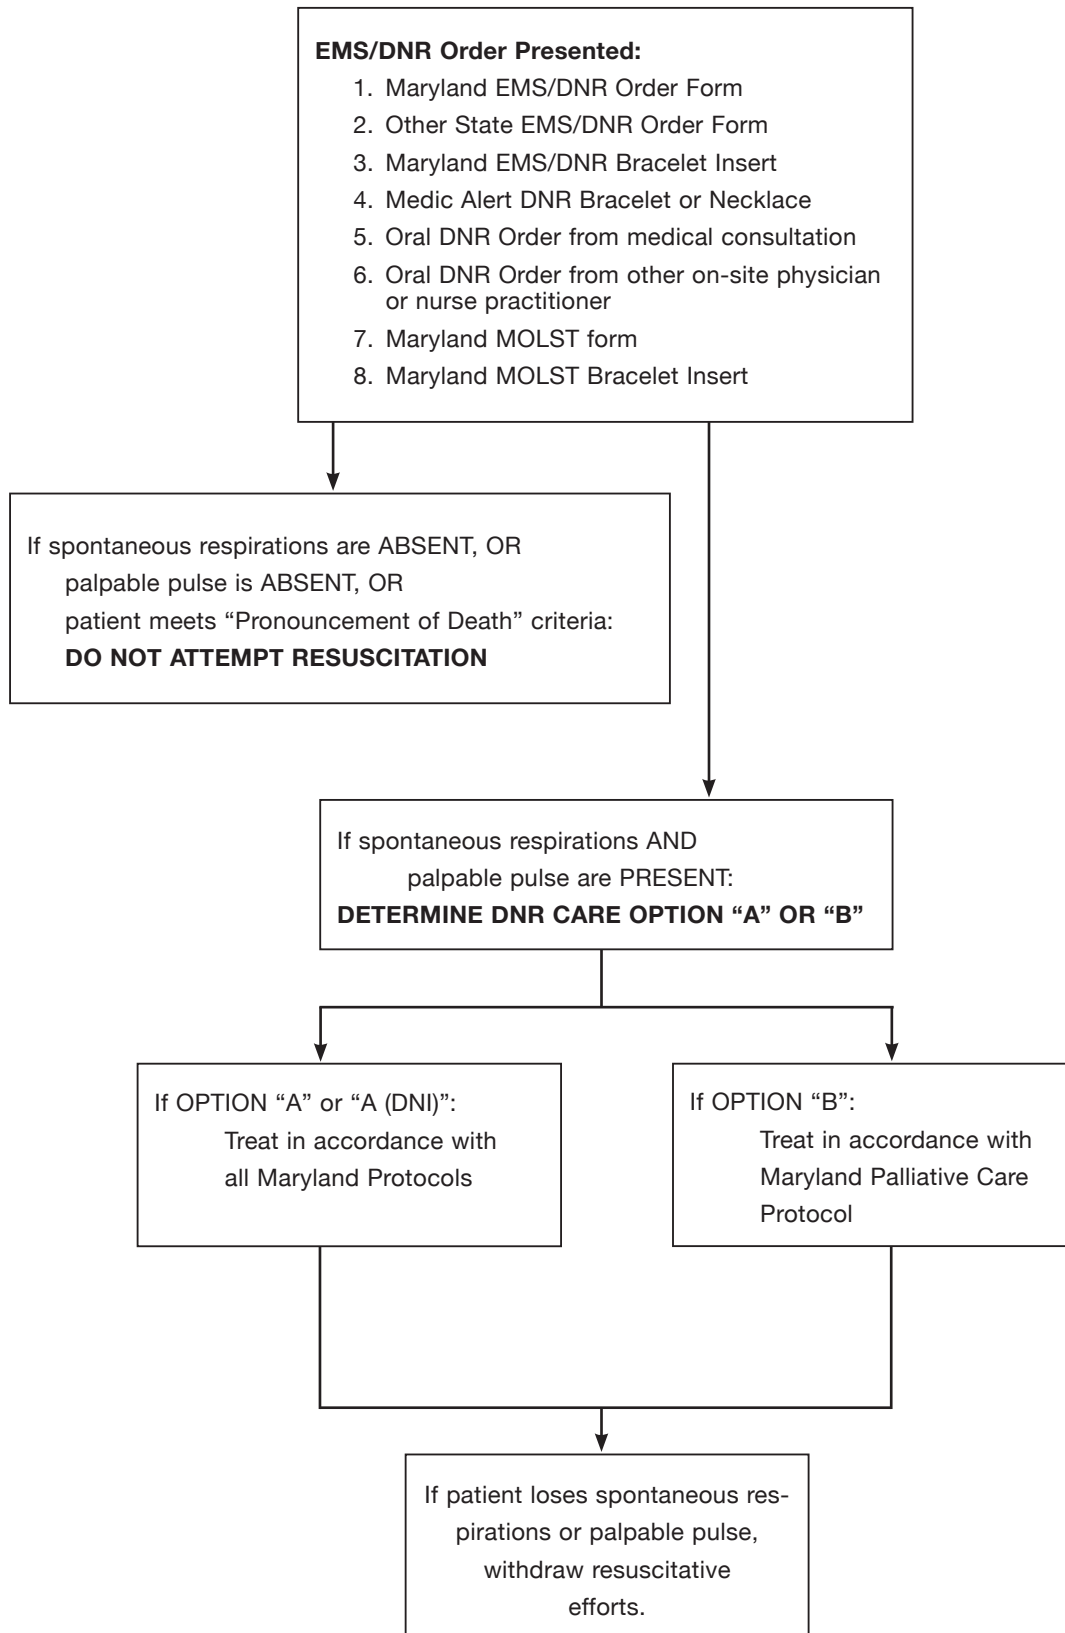 EMS/DNR Order Presented:
1. Maryland EMS/DNR Order Form
2. Other State EMS/DNR Order Form
3. Maryland EMS/DNR Bracelet Insert
4. Medic Alert DNR Bracelet or Necklace
5. Oral DNR Order from medical consultation
6. Oral DNR Order from other on-site physician
or nurse practitioner
7. Maryland MOLST form
8. Maryland MOLST Bracelet Insert
If spontaneous respirations are ABSENT, OR
palpable pulse is ABSENT, OR
patient meets “Pronouncement of Death” criteria:
DO NOT ATTEMPT RESUSCITATION
If spontaneous respirations AND
palpable pulse are PRESENT:
DETERMINE DNR CARE OPTION “A” OR “B”
If OPTION “A” or “A (DNI)”:
Treat in accordance with
all Maryland Protocols
If OPTION “B”:
Treat in accordance with
Maryland Palliative Care
Protocol
If patient loses spontaneous res-
pirations or palpable pulse,
withdraw resuscitative
efforts.